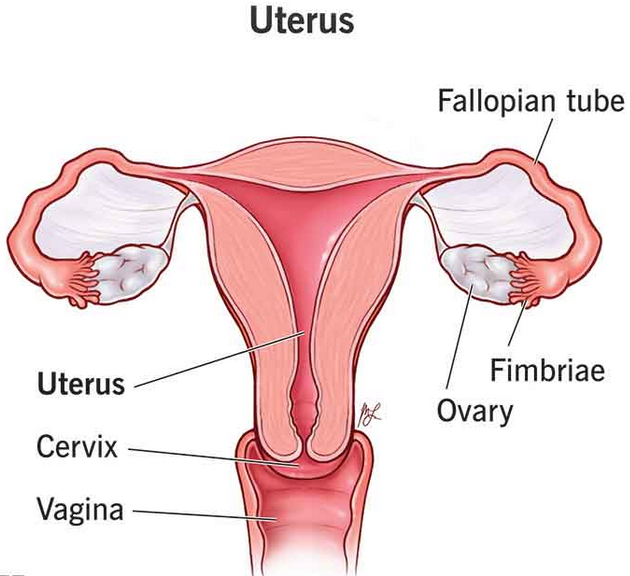 Uterus
Fallopian tube
Fimbriae
Ovary
Uterus
Cervix
Vagina